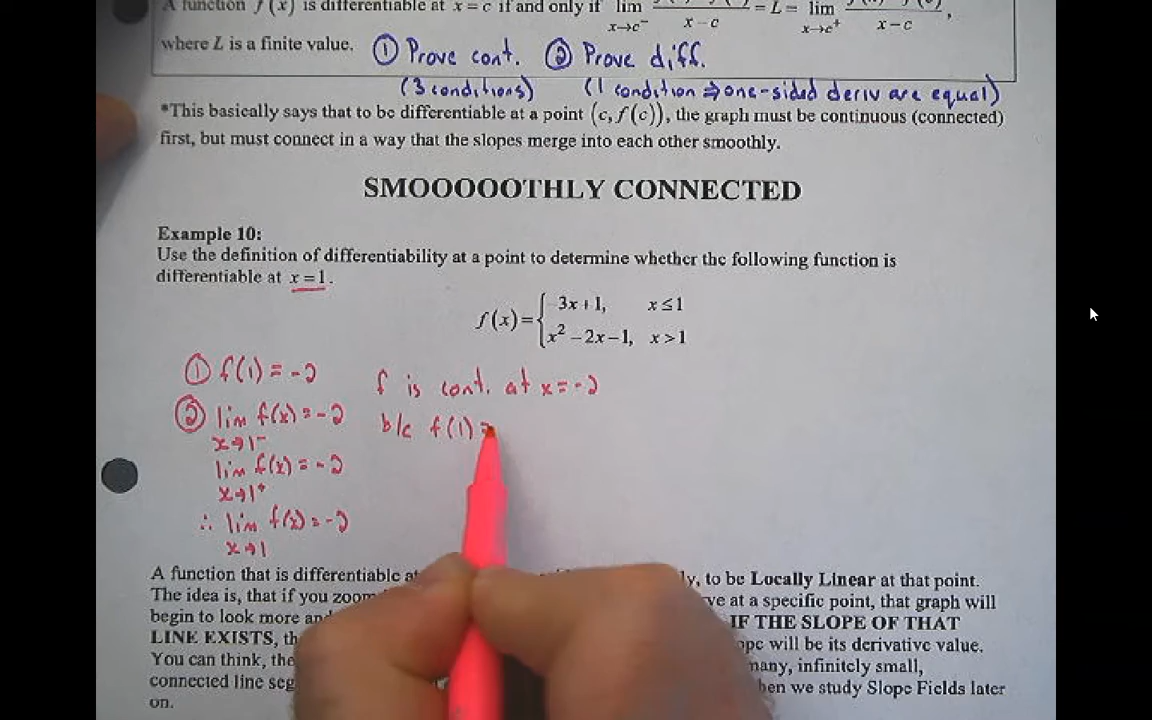 A function f(x) is differentiable at x = c if and only if lim x→c⁻ x − c = L = lim x→c⁺ x − c ,
where L is a finite value. ① Prove cont. ② Prove diff.
(3 conditions) (1 condition ⇒ one-sided deriv are equal)
*This basically says that to be differentiable at a point (c, f(c)), the graph must be continuous (connected)
first, but must connect in a way that the slopes merge into each other smoothly.
SMOOOOOTHLY CONNECTED
Example 10:
Use the definition of differentiability at a point to determine whether the following function is
differentiable at x = 1.
f(x) = { 3x+1, x ≤ 1
x² − 2x − 1, x > 1
① f(1) = -2
② lim f(x) = -2
x→1⁻
lim f(x) = -2
x→1⁺
∴ lim f(x) = -2
x→1
f is cont. at x = -2
b/c f(1) =
A function that is differentiable at
ly, to be Locally Linear at that point.
The idea is, that if you zoom
ve at a specific point, that graph will
begin to look more and
IF THE SLOPE OF THAT
LINE EXISTS, th
ope will be its derivative value.
You can think, the
many, infinitely small,
connected line seg
hen we study Slope Fields later
on.